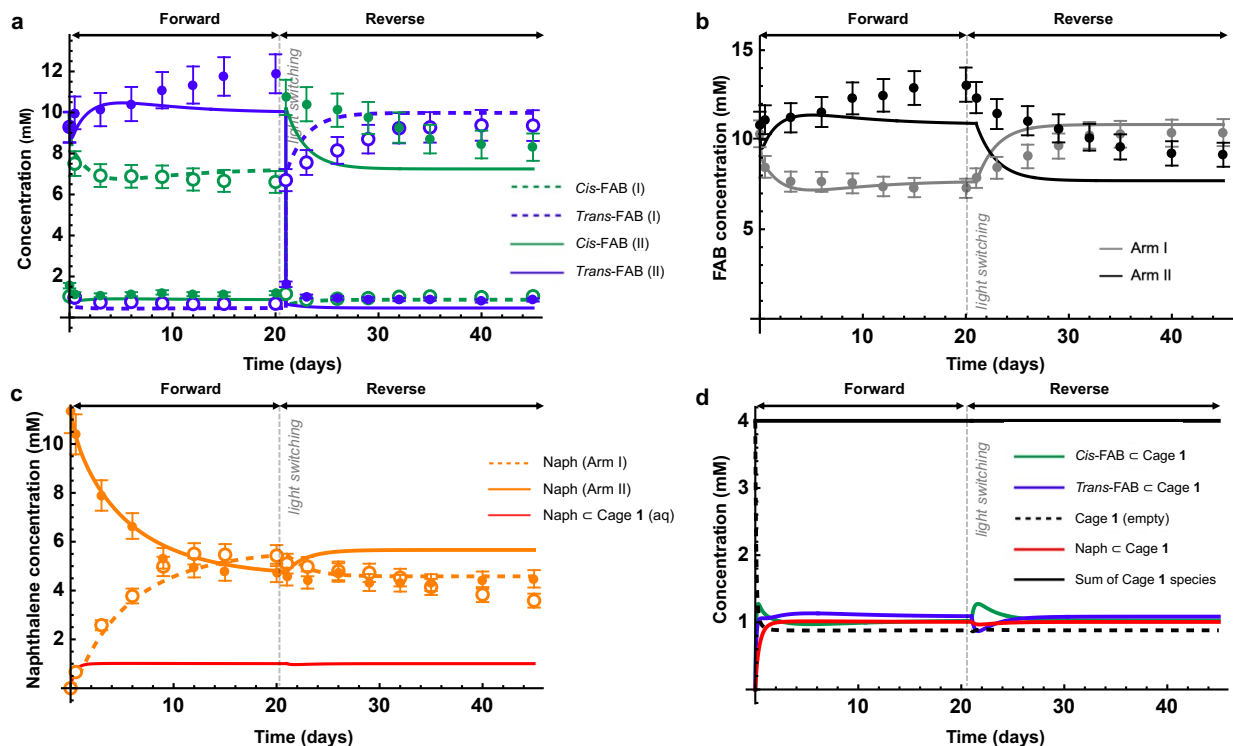 a
Forward
Reverse
12
10
8
6
4
2
10
20
30
40
Concentration (mM)
Time (days)
light switching
Cis-FAB (I)
Trans-FAB (I)
Cis-FAB (II)
Trans-FAB (II)
b
Forward
Reverse
15
10
5
10
20
30
40
FAB concentration (mM)
Time (days)
light switching
Arm I
Arm II
c
Forward
Reverse
10
8
6
4
2
0
10
20
30
40
Naphthalene concentration (mM)
Time (days)
light switching
Naph (Arm I)
Naph (Arm II)
Naph ⊂ Cage 1 (aq)
d
Forward
Reverse
4
3
2
1
10
20
30
40
Concentration (mM)
Time (days)
light switching
Cis-FAB ⊂ Cage 1
Trans-FAB ⊂ Cage 1
Cage 1 (empty)
Naph ⊂ Cage 1
Sum of Cage 1 species